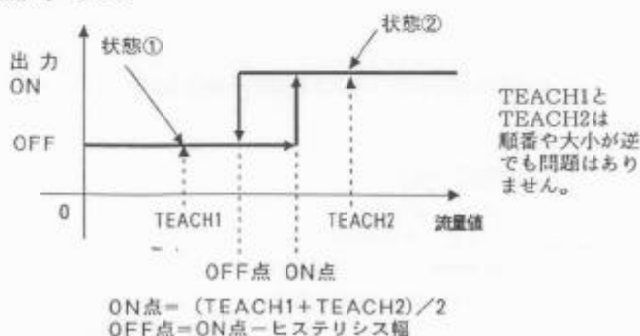 状態②
状態①
出力
ON
OFF
TEACH1と
TEACH2は
順番や大小が逆
でも問題はあり
ません。
0
TEACH1
TEACH2
流量値
OFF点 ON点
ON点= (TEACH1+TEACH2)/2
OFF点=ON点-ヒステリシス幅